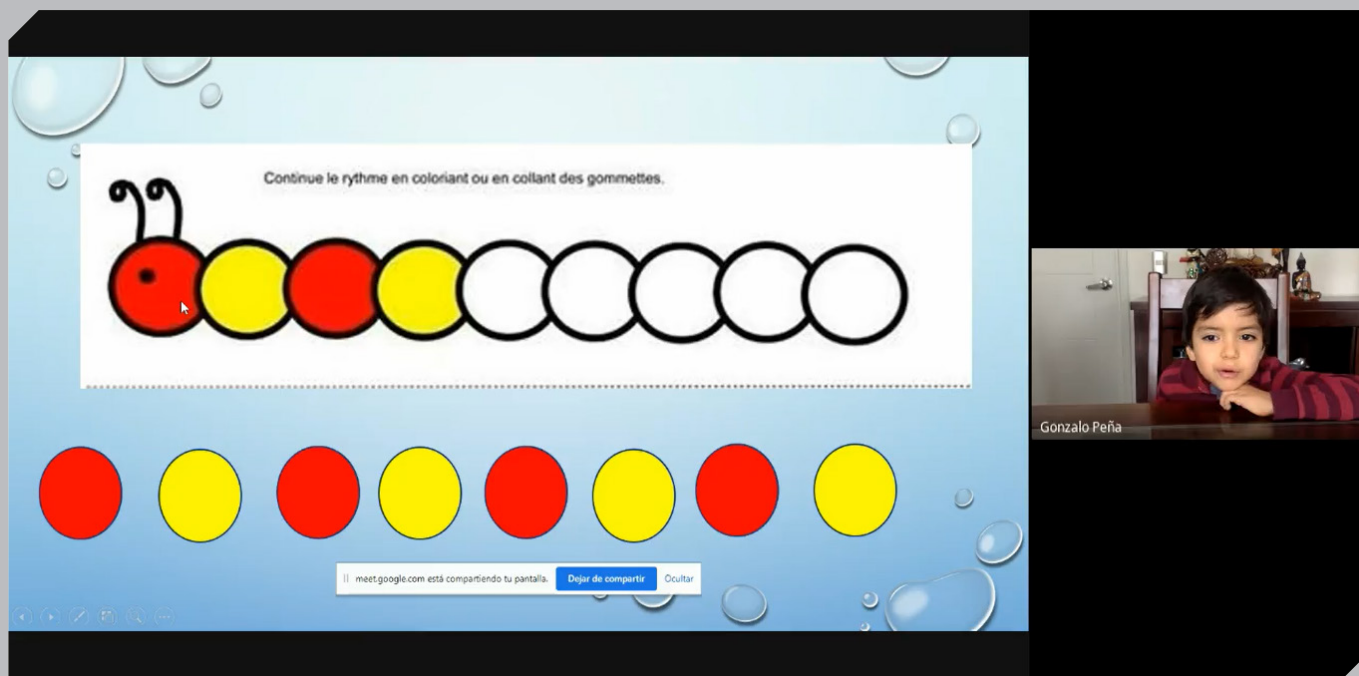 Continue le rythme en coloriant ou en collant des gommettes.
Gonzalo Peña
meet.google.com está compartiendo tu pantalla. Dejar de compartir Ocultar